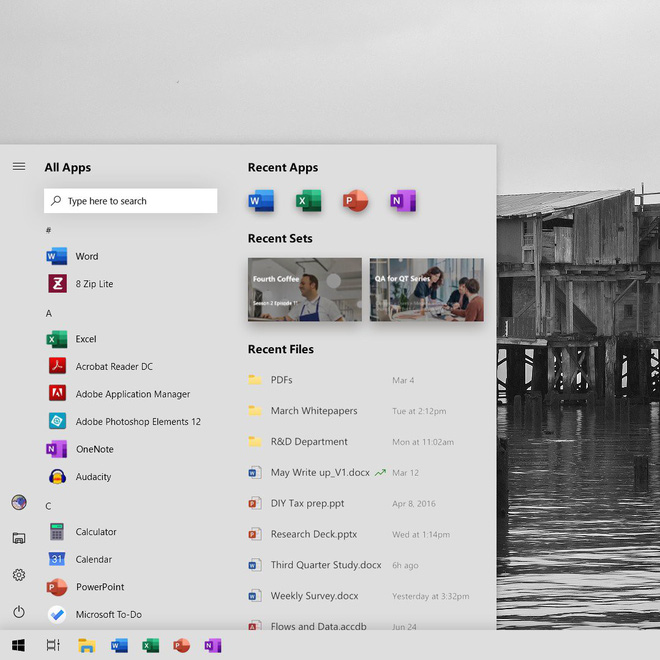 All Apps
Type here to search
#
Word
8 Zip Lite
A
Excel
Acrobat Reader DC
Adobe Application Manager
Adobe Photoshop Elements 12
OneNote
Audacity
C
Calculator
31
Calendar
PowerPoint
Microsoft To-Do
Recent Apps
W X P N
Recent Sets
Fourth Coffee
Season 2 Episode 1
QA for QT Series
Recent Files
PDFs Mar 4
March Whitepapers Tue at 2:12pm
R&D Department Mon at 11:02am
May Write up_V1.docx Mar 12
DIY Tax prep.ppt Apr 8, 2016
Research Deck.pptx Wed at 1:14pm
Third Quarter Study.docx 6h ago
Weekly Survey.docx Yesterday at 3:32pm
Flows and Data.accdb Jun 24
W X P N